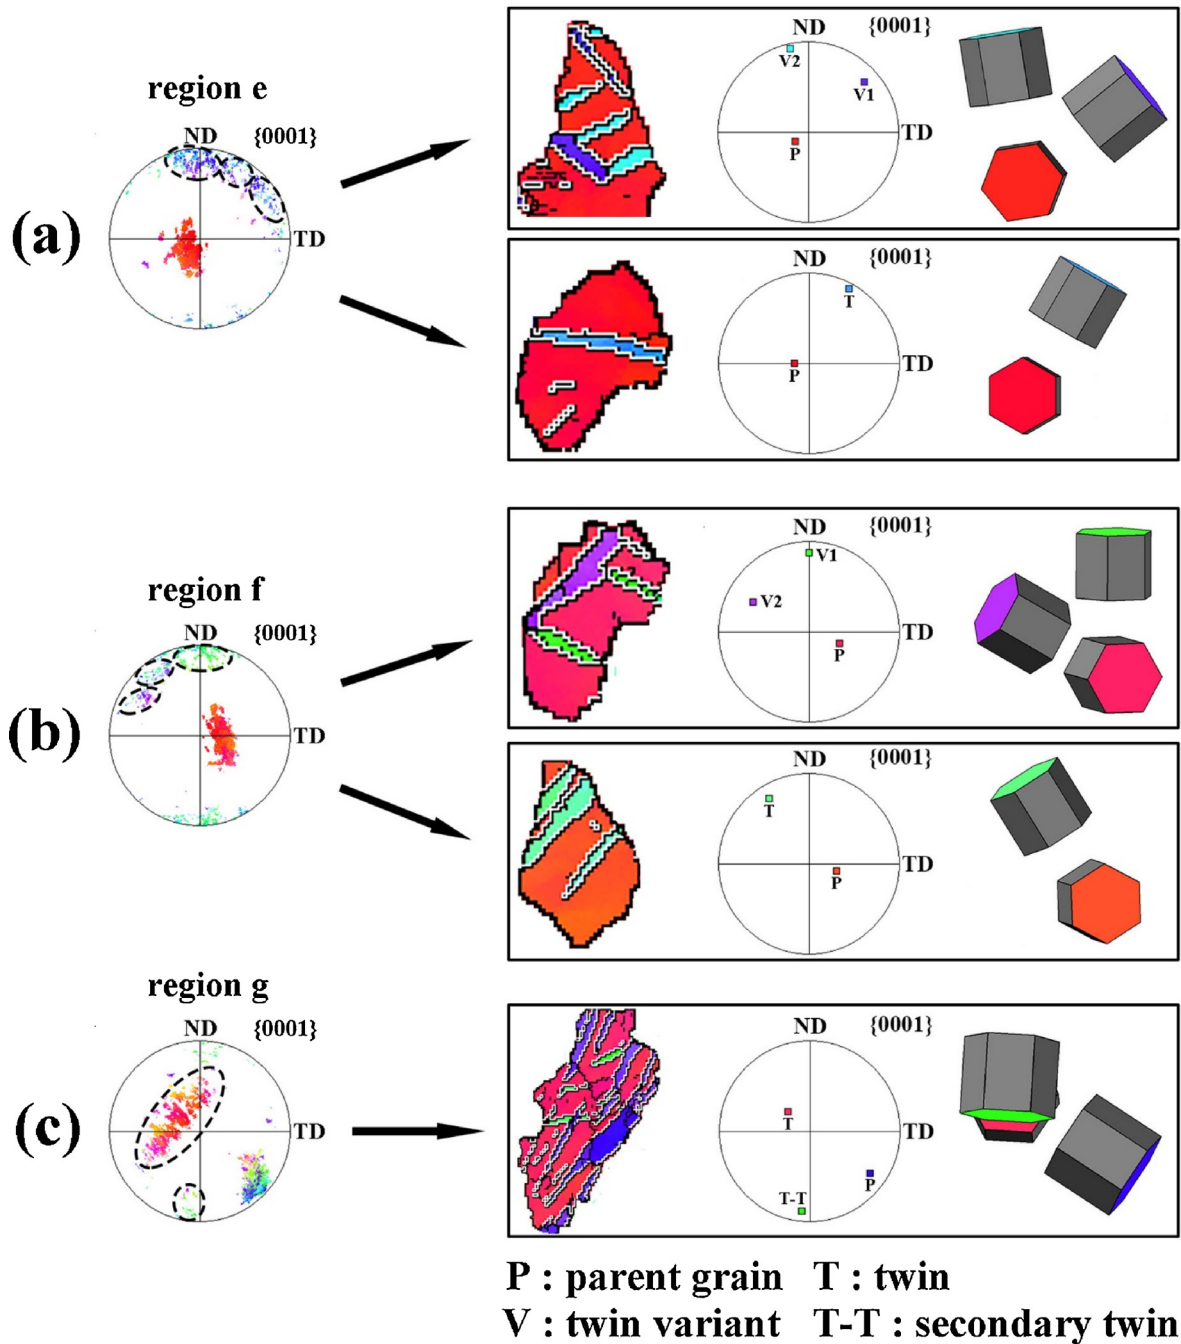 (a)
region e
ND
{0001}
TD
ND
{0001}
V2
V1
TD
P
ND
{0001}
T
TD
P
(b)
region f
ND
{0001}
TD
ND
{0001}
V1
V2
TD
P
ND
{0001}
T
TD
P
(c)
region g
ND
{0001}
TD
ND
{0001}
T
TD
P
T-T
P : parent grain T : twin
V : twin variant T-T : secondary twin